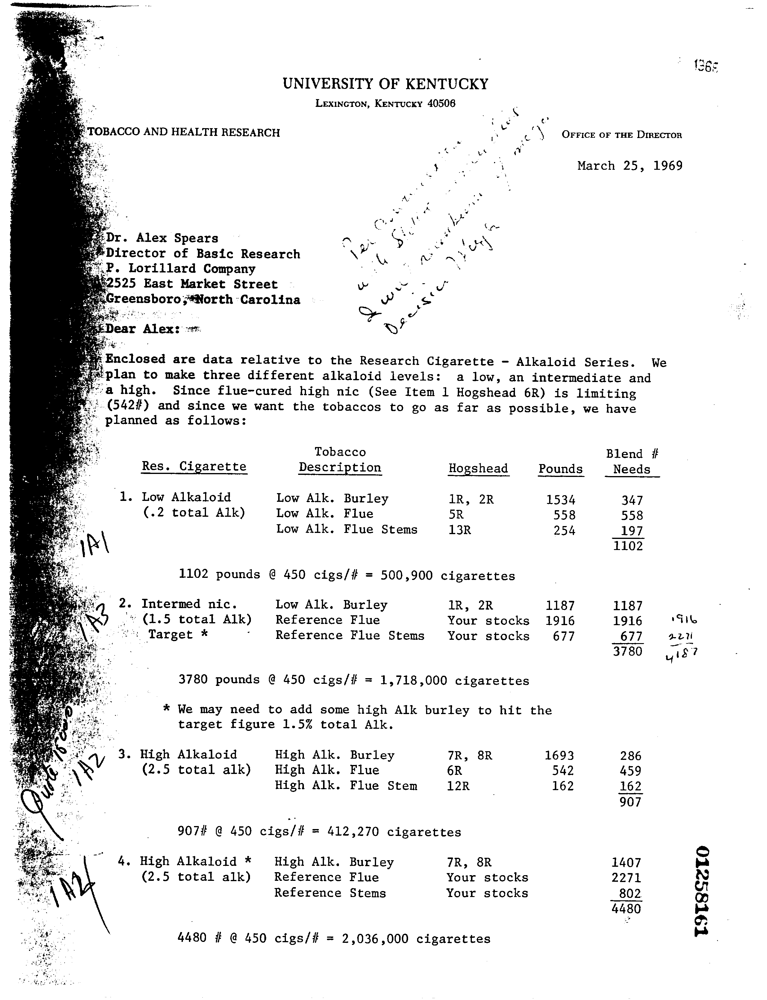 1368
UNIVERSITY OF KENTUCKY
LEXINGTON, KENTUCKY 40506
TOBACCO AND HEALTH RESEARCH
OFFICE OF THE DIRECTOR
March 25, 1969
Dr. Alex Spears
Director of Basic Research
P. Lorillard Company
2525 East Market Street
Greensboro, North Carolina
Dear Alex:
Enclosed are data relative to the Research Cigarette - Alkaloid Series. We
plan to make three different alkaloid levels: a low, an intermediate and
a high. Since flue-cured high nic (See Item 1 Hogshead 6R) is limiting
(542#) and since we want the tobaccos to go as far as possible, we have
planned as follows:
Tobacco Blend #
Res. Cigarette Description Hogshead Pounds Needs
1. Low Alkaloid Low Alk. Burley 1R, 2R 1534 347
(.2 total Alk) Low Alk. Flue 5R 558 558
Low Alk. Flue Stems 13R 254 197
1A1 1102
1102 pounds @ 450 cigs/# = 500,900 cigarettes
2. Intermed nic. Low Alk. Burley 1R, 2R 1187 1187
1A3 (1.5 total Alk) Reference Flue Your stocks 1916 1916 1916
Target * Reference Flue Stems Your stocks 677 677 2271
3780 4187
3780 pounds @ 450 cigs/# = 1,718,000 cigarettes
* We may need to add some high Alk burley to hit the
target figure 1.5% total Alk.
3. High Alkaloid High Alk. Burley 7R, 8R 1693 286
1A2 (2.5 total alk) High Alk. Flue 6R 542 459
High Alk. Flue Stem 12R 162 162
907
907# @ 450 cigs/# = 412,270 cigarettes
4. High Alkaloid * High Alk. Burley 7R, 8R 1407
1A4 (2.5 total alk) Reference Flue Your stocks 2271
Reference Stems Your stocks 802
4480
4480 # @ 450 cigs/# = 2,036,000 cigarettes
01258161